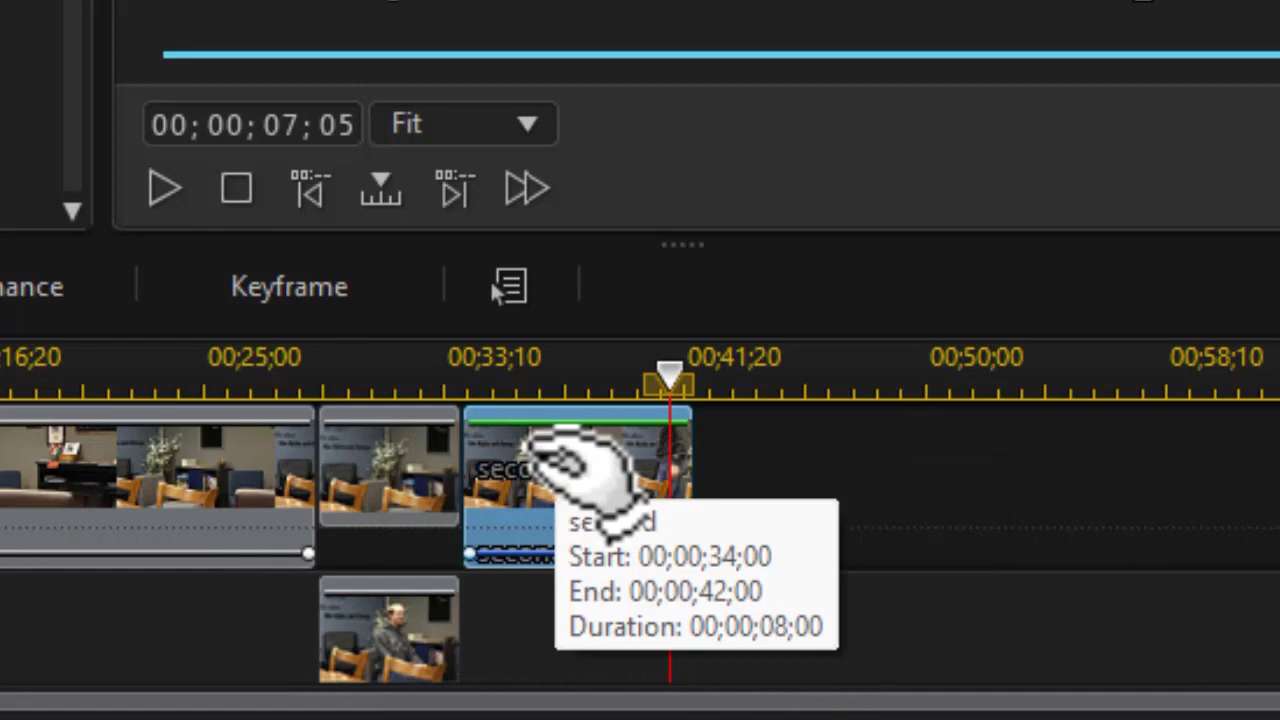 00; 00; 07; 05 Fit
00:-- 00:--
Keyframe
16;20 00;25;00 00;33;10 00;41;20 00;50;00 00;58;10
Start: 00;00;34;00
End: 00;00;42;00
Duration: 00;00;08;00